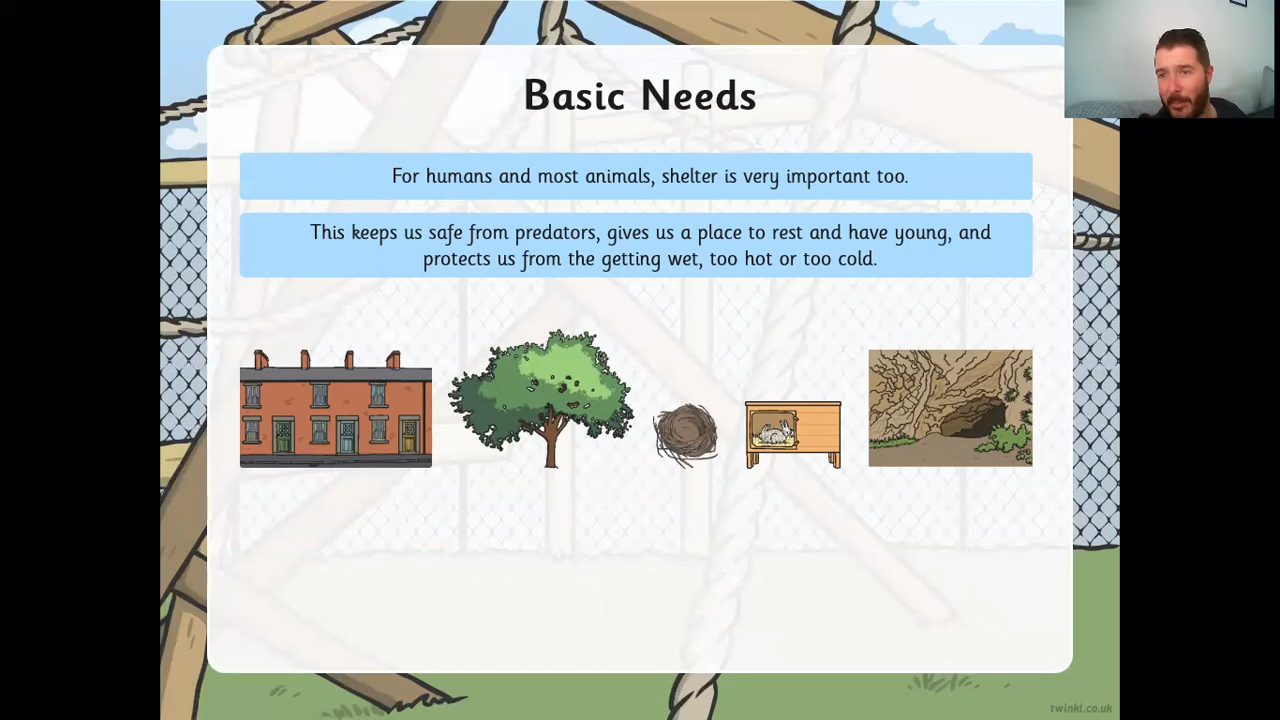 Basic Needs
For humans and most animals, shelter is very important too.
This keeps us safe from predators, gives us a place to rest and have young, and
protects us from the getting wet, too hot or too cold.
twinkl.co.uk